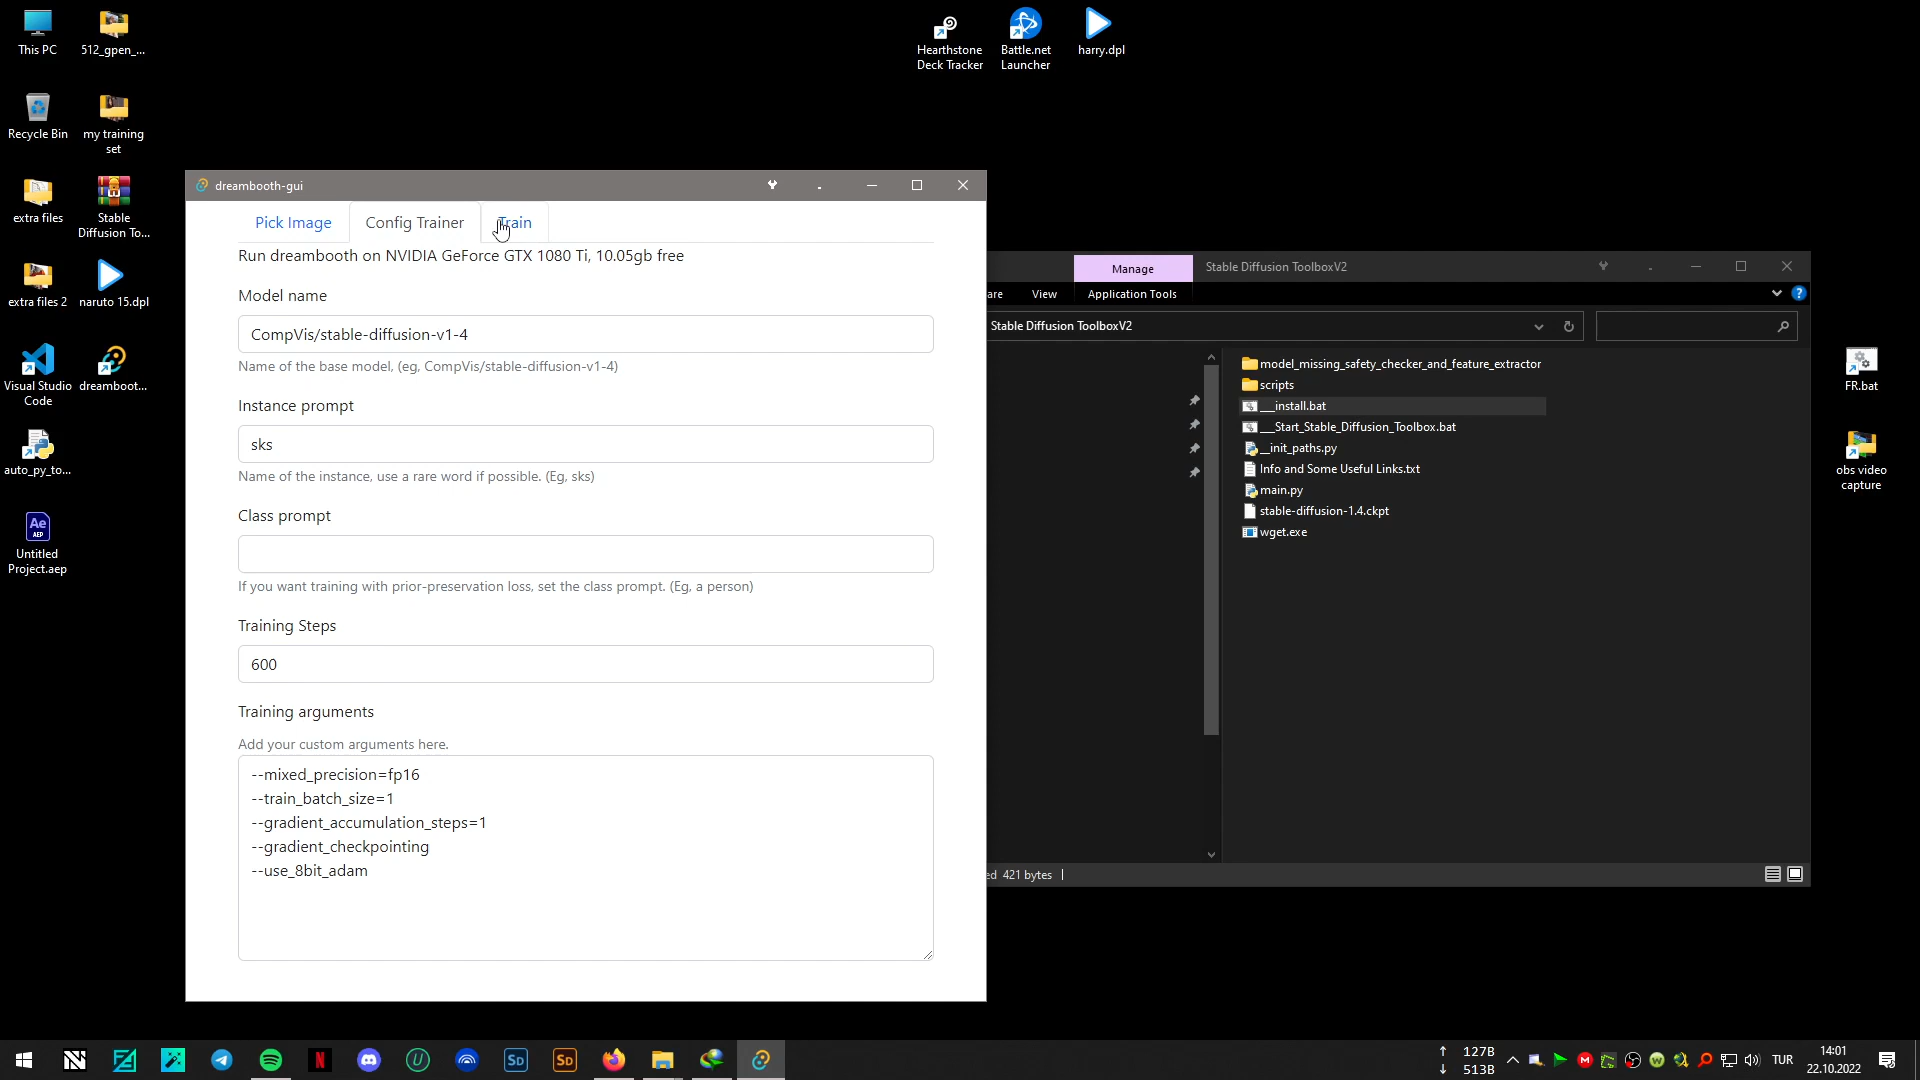 This PC
512_gpen_...
Recycle Bin
my training
set
extra files
Stable
Diffusion To...
extra files 2
naruto 15.dpl
Visual Studio
Code
dreamboot...
auto_py_to...
Ae
AEP
Untitled
Project.aep
Hearthstone
Deck Tracker
Battle.net
Launcher
harry.dpl
FR.bat
obs video
capture
dreambooth-gui
Pick Image
Config Trainer
Train
Run dreambooth on NVIDIA GeForce GTX 1080 Ti, 10.05gb free
Model name
CompVis/stable-diffusion-v1-4
Name of the base model, (eg, CompVis/stable-diffusion-v1-4)
Instance prompt
sks
Name of the instance, use a rare word if possible. (Eg, sks)
Class prompt
If you want training with prior-preservation loss, set the class prompt. (Eg, a person)
Training Steps
600
Training arguments
Add your custom arguments here.
--mixed_precision=fp16
--train_batch_size=1
--gradient_accumulation_steps=1
--gradient_checkpointing
--use_8bit_adam
Manage
Stable Diffusion ToolboxV2
are
View
Application Tools
?
Stable Diffusion ToolboxV2
model_missing_safety_checker_and_feature_extractor
scripts
___install.bat
___Start_Stable_Diffusion_Toolbox.bat
__init_paths.py
Info and Some Useful Links.txt
main.py
stable-diffusion-1.4.ckpt
wget.exe
ed 421 bytes
Sd
Sd
127B
513B
TUR
14:01
22.10.2022